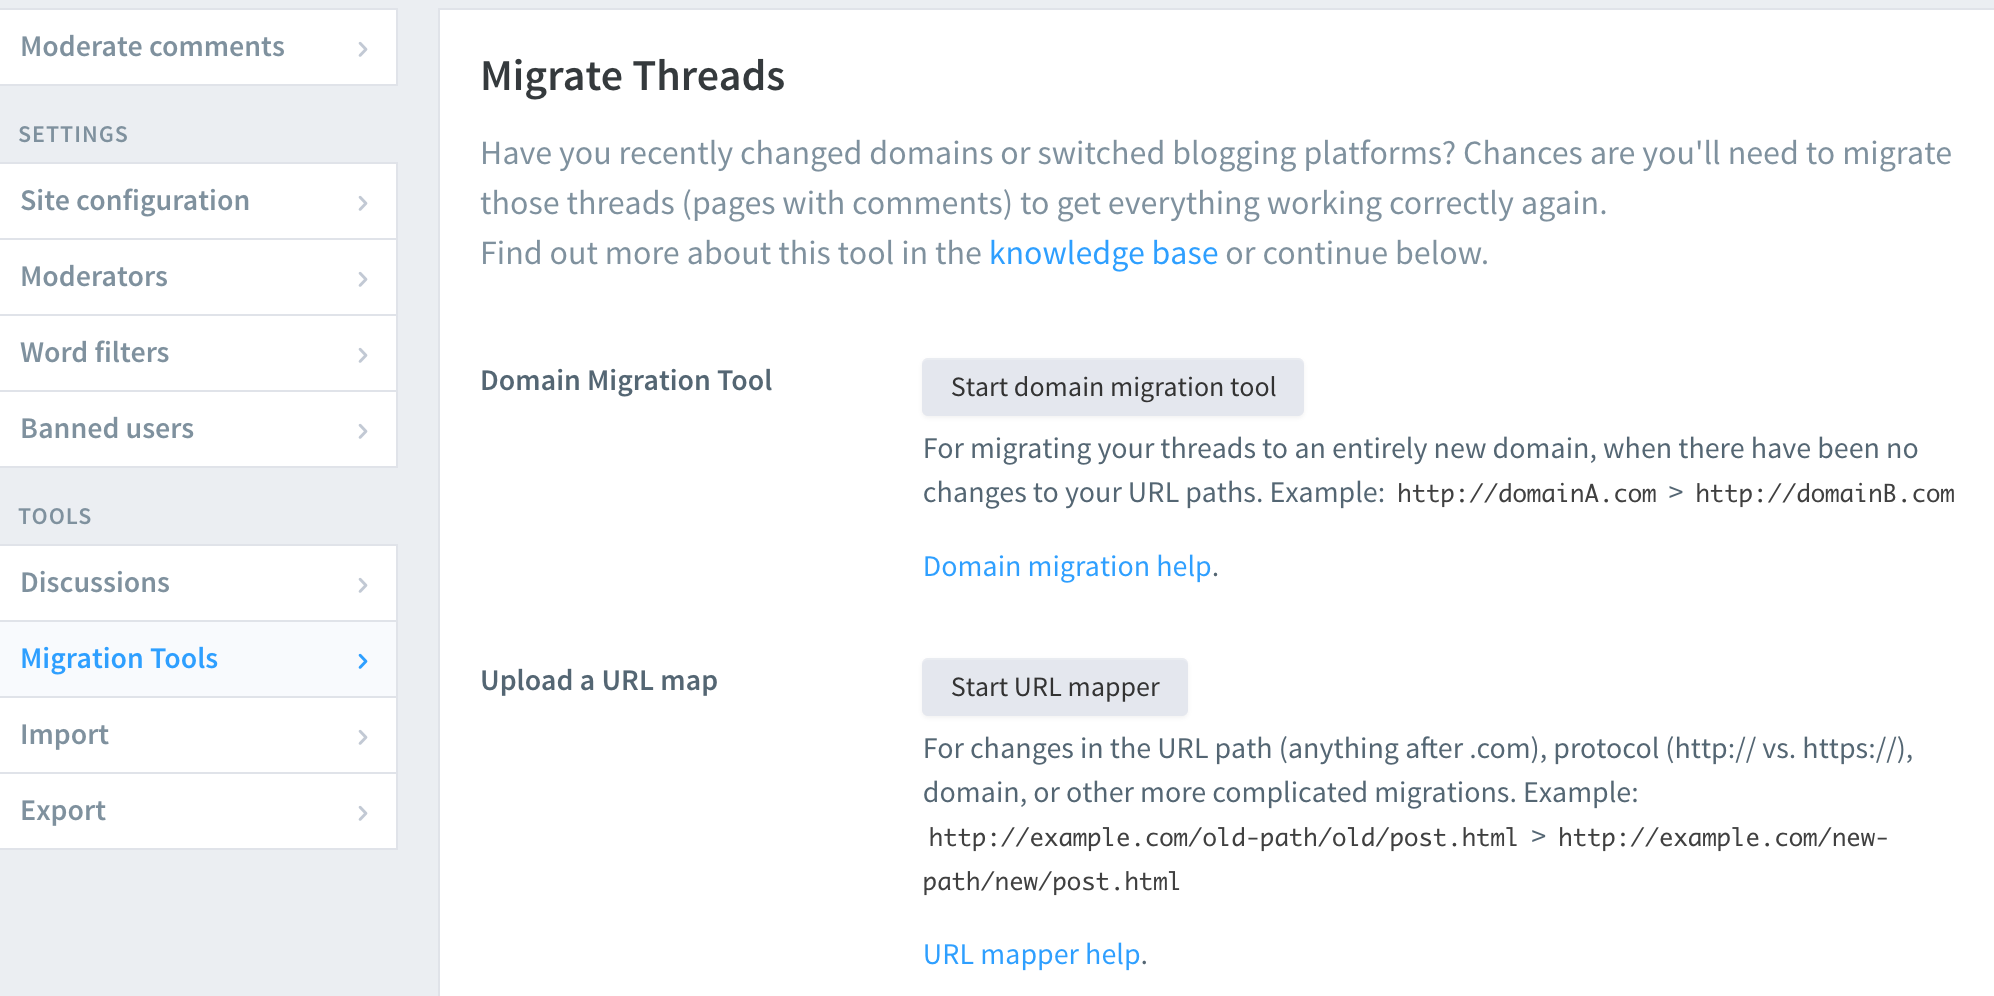 Moderate comments
SETTINGS
Site configuration
Moderators
Word filters
Banned users
TOOLS
Discussions
Migration Tools
Import
Export
Migrate Threads
Have you recently changed domains or switched blogging platforms? Chances are you'll need to migrate
those threads (pages with comments) to get everything working correctly again.
Find out more about this tool in the knowledge base or continue below.
Domain Migration Tool
Start domain migration tool
For migrating your threads to an entirely new domain, when there have been no
changes to your URL paths. Example: http://domainA.com > http://domainB.com
Domain migration help.
Upload a URL map
Start URL mapper
For changes in the URL path (anything after .com), protocol (http:// vs. https://),
domain, or other more complicated migrations. Example:
http://example.com/old-path/old/post.html > http://example.com/new-
path/new/post.html
URL mapper help.